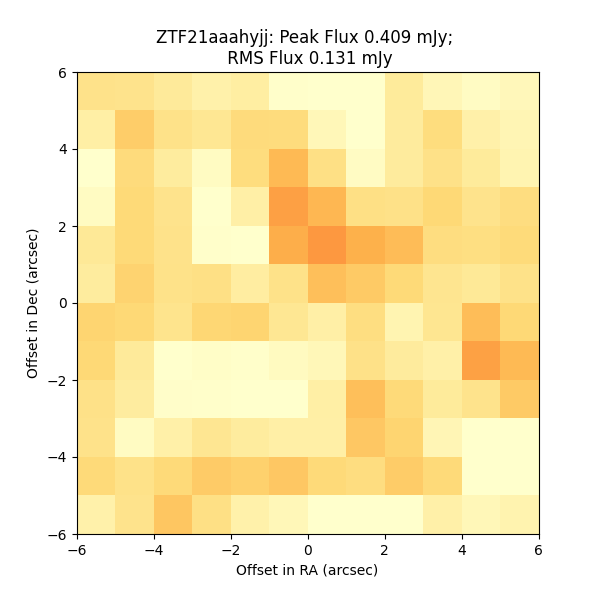 ZTF21aaahyjj: Peak Flux 0.409 mJy;
RMS Flux 0.131 mJy
6
4
2
0
−2
−4
−6
Offset in Dec (arcsec)
−6 −4 −2 0 2 4 6
Offset in RA (arcsec)